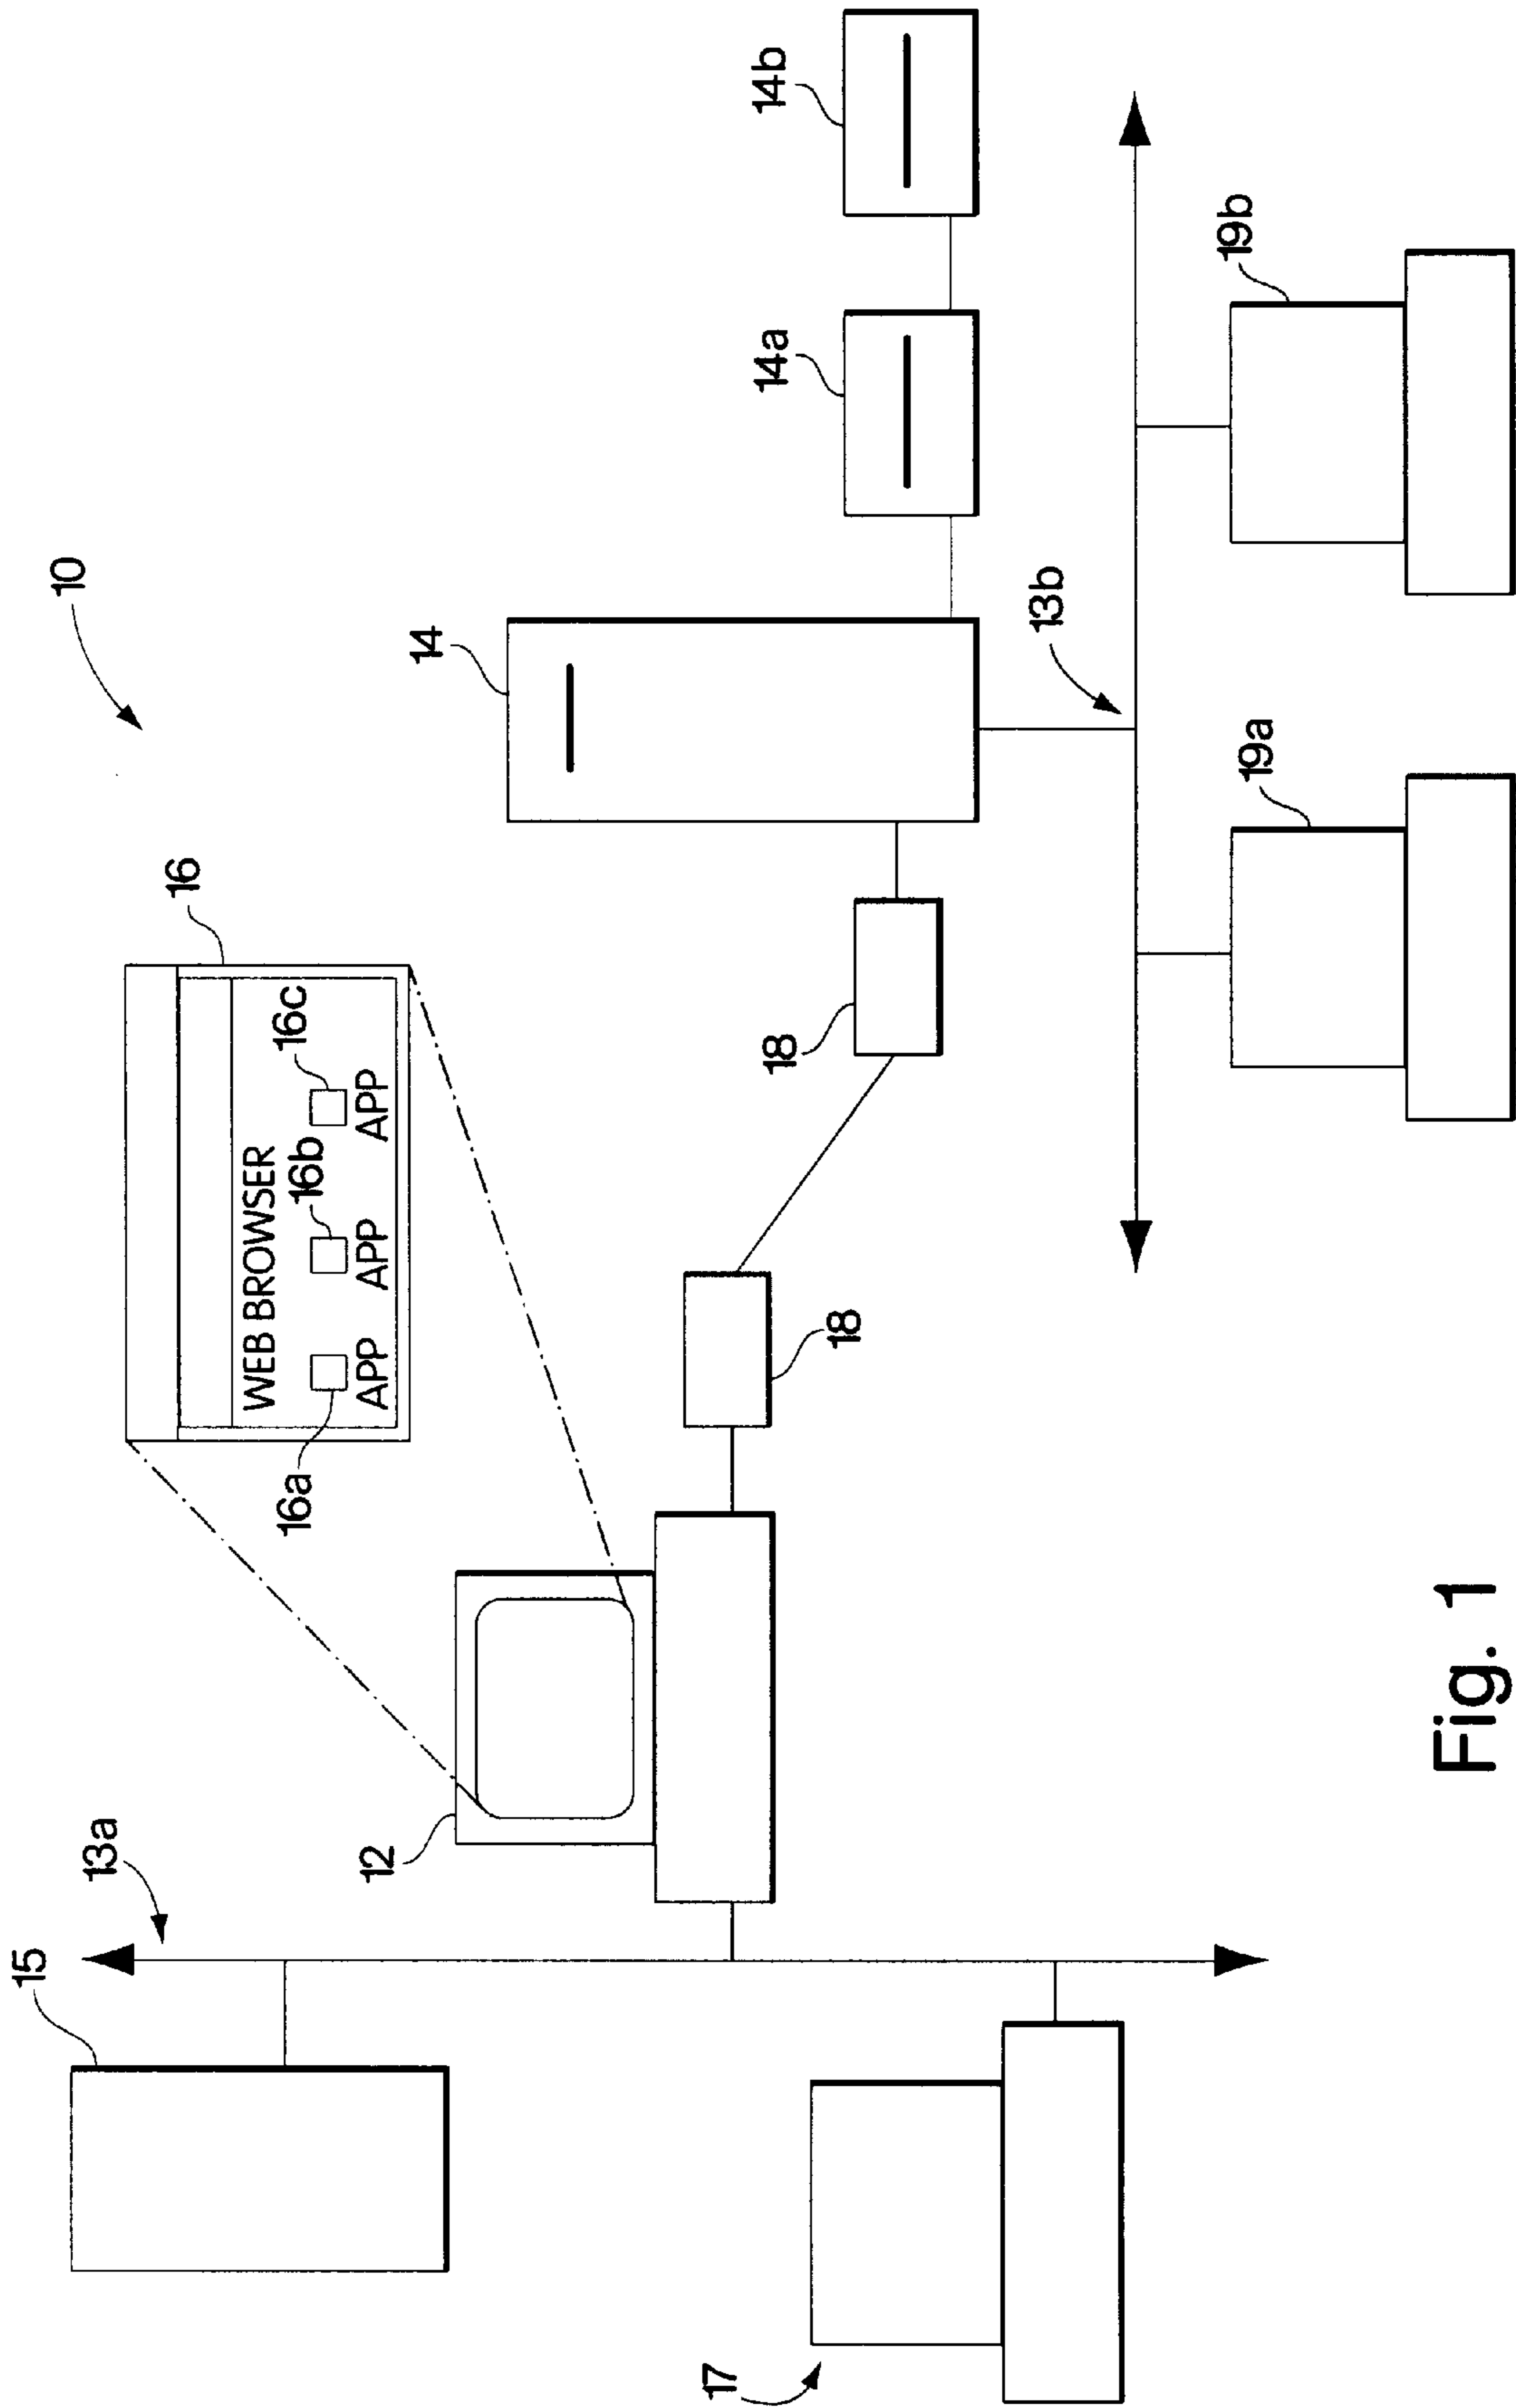 15
10
13a
16
WEB BROWSER
16a
16b
16c
APP APP APP
12
14
17
18
14a
14b
18
13b
19a
19b
Fig. 1